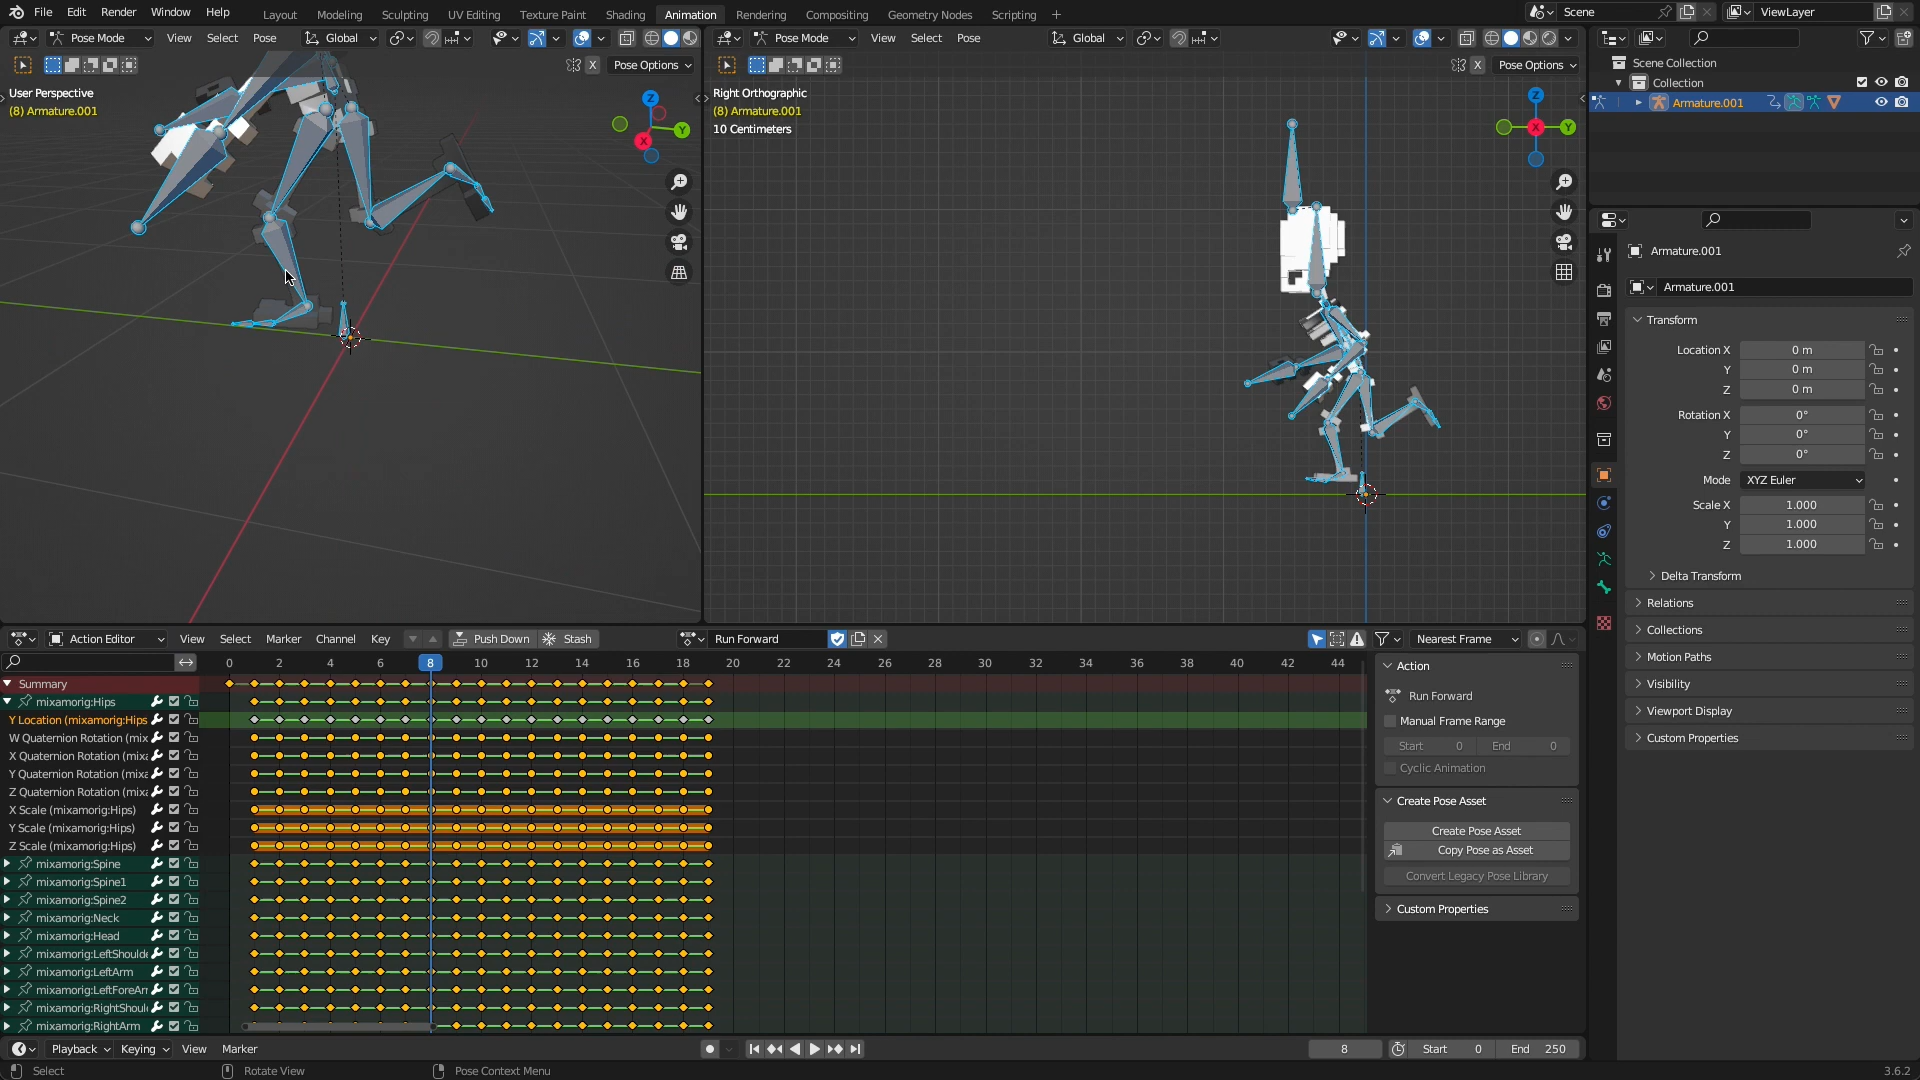 File Edit Render Window Help Layout Modeling Sculpting UV Editing Texture Paint Shading Animation Rendering Compositing Geometry Nodes Scripting + Scene ViewLayer
Pose Mode View Select Pose Global
Pose Mode View Select Pose Global
X Pose Options
X Pose Options
User Perspective
(8) Armature.001
Z
Y
X
Right Orthographic
(8) Armature.001
10 Centimeters
Z
X
Y
Scene Collection
Collection
Armature.001
Armature.001
Armature.001
Transform
Location X 0 m
Y 0 m
Z 0 m
Rotation X 0°
Y 0°
Z 0°
Mode XYZ Euler
Scale X 1.000
Y 1.000
Z 1.000
Delta Transform
Relations
Collections
Motion Paths
Visibility
Viewport Display
Custom Properties
Action Editor View Select Marker Channel Key Push Down Stash Run Forward Nearest Frame
0 2 4 6 8 10 12 14 16 18 20 22 24 26 28 30 32 34 36 38 40 42 44
Summary
mixamorig:Hips
Y Location (mixamorig:Hips
W Quaternion Rotation (mix
X Quaternion Rotation (mixa
Y Quaternion Rotation (mixa
Z Quaternion Rotation (mixa
X Scale (mixamorig:Hips)
Y Scale (mixamorig:Hips)
Z Scale (mixamorig:Hips)
mixamorig:Spine
mixamorig:Spine1
mixamorig:Spine2
mixamorig:Neck
mixamorig:Head
mixamorig:LeftShoulde
mixamorig:LeftArm
mixamorig:LeftForeArr
mixamorig:RightShoul
mixamorig:RightArm
Action
Run Forward
Manual Frame Range
Start 0 End 0
Cyclic Animation
Create Pose Asset
Create Pose Asset
Copy Pose as Asset
Convert Legacy Pose Library
Custom Properties
Playback Keying View Marker 8 Start 0 End 250
Select Rotate View Pose Context Menu 3.6.2